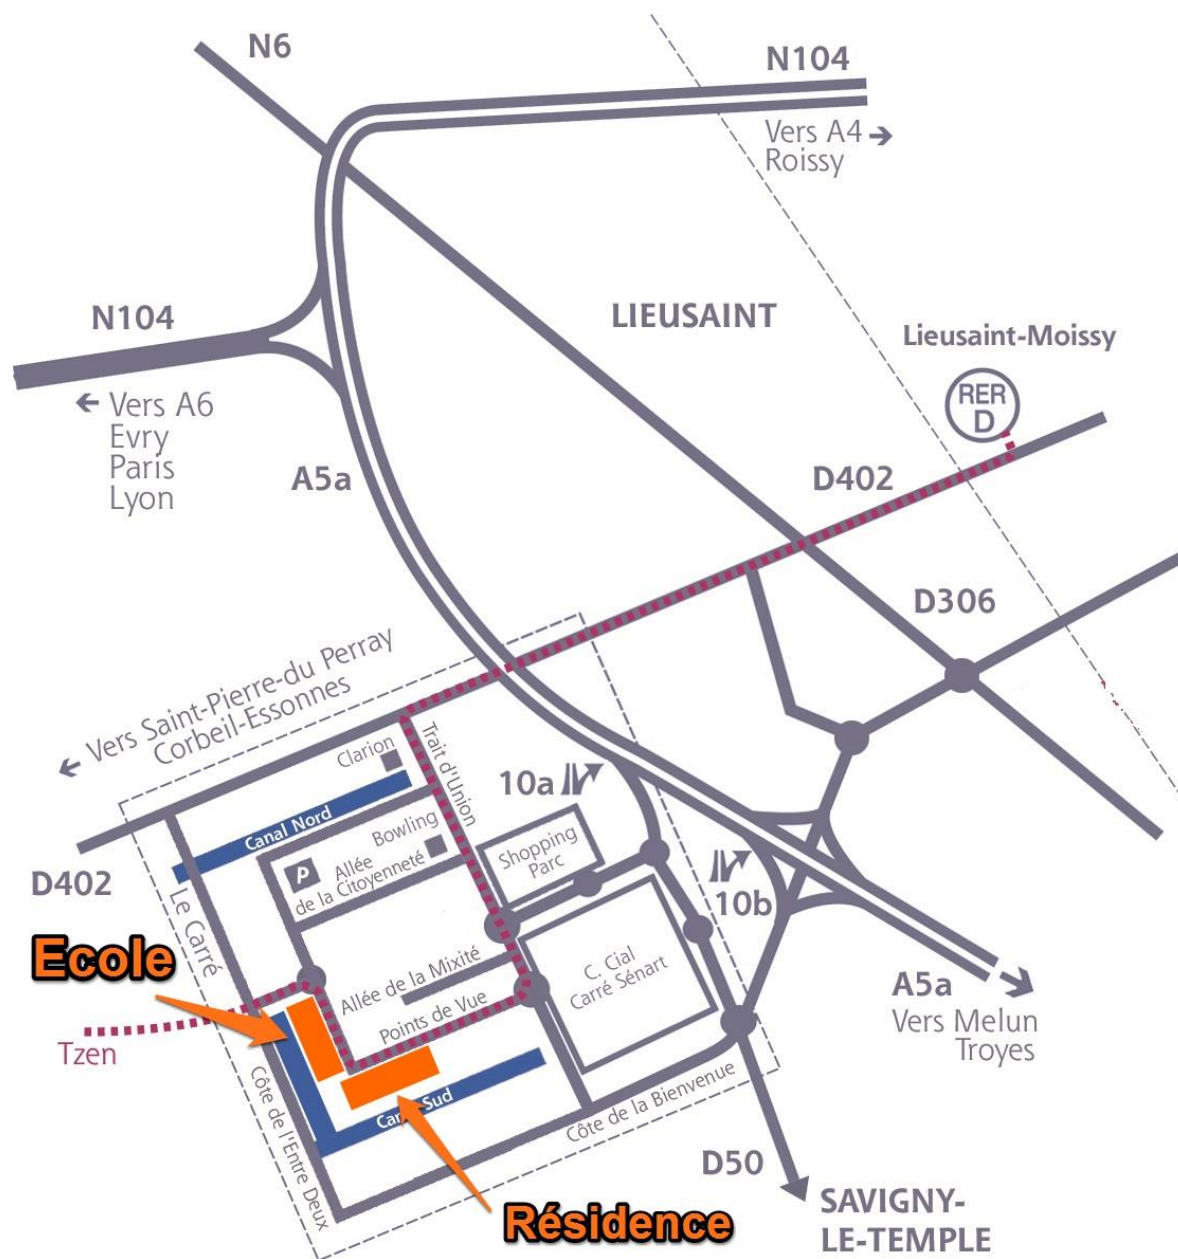 N6
N104
Vers A4
Roissy
N104
LIEUSAINT
Lieusaint-Moissy
RER
D
Vers A6
Evry
Paris
Lyon
A5a
D402
D306
Vers Saint-Pierre-du Perray
Corbeil-Essonnes
Clarion
Trait d'Union
10a
Canal Nord
Bowling
P
Allée
de la Citoyenneté
Shopping
Parc
10b
D402
Le Carré
Ecole
Allée de la Mixité
C. Cial
Carré Sénart
Points de Vue
A5a
Vers Melun
Troyes
Tzen
Côte de l'Entre Deux
Sud
Côte de la Bienvenue
D50
Résidence
SAVIGNY-
LE-TEMPLE